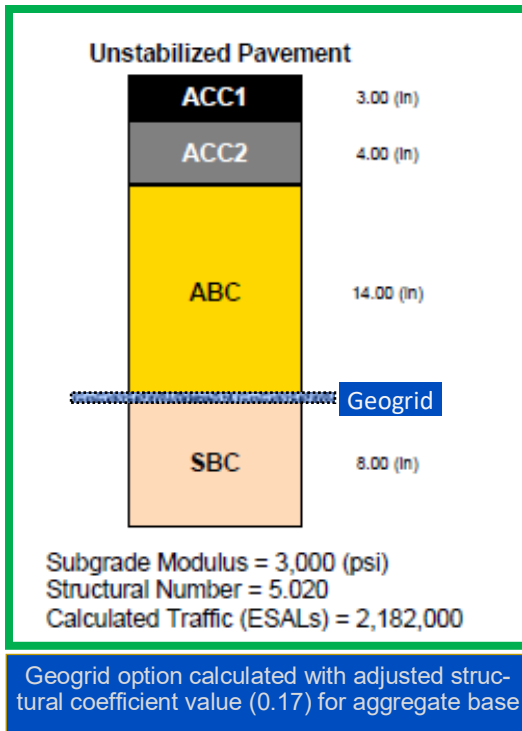 Unstabilized Pavement
ACC1 3.00 (in)
ACC2 4.00 (in)
ABC 14.00 (in)
Geogrid
SBC 8.00 (in)
Subgrade Modulus = 3,000 (psi)
Structural Number = 5.020
Calculated Traffic (ESALs) = 2,182,000
Geogrid option calculated with adjusted struc-
tural coefficient value (0.17) for aggregate base